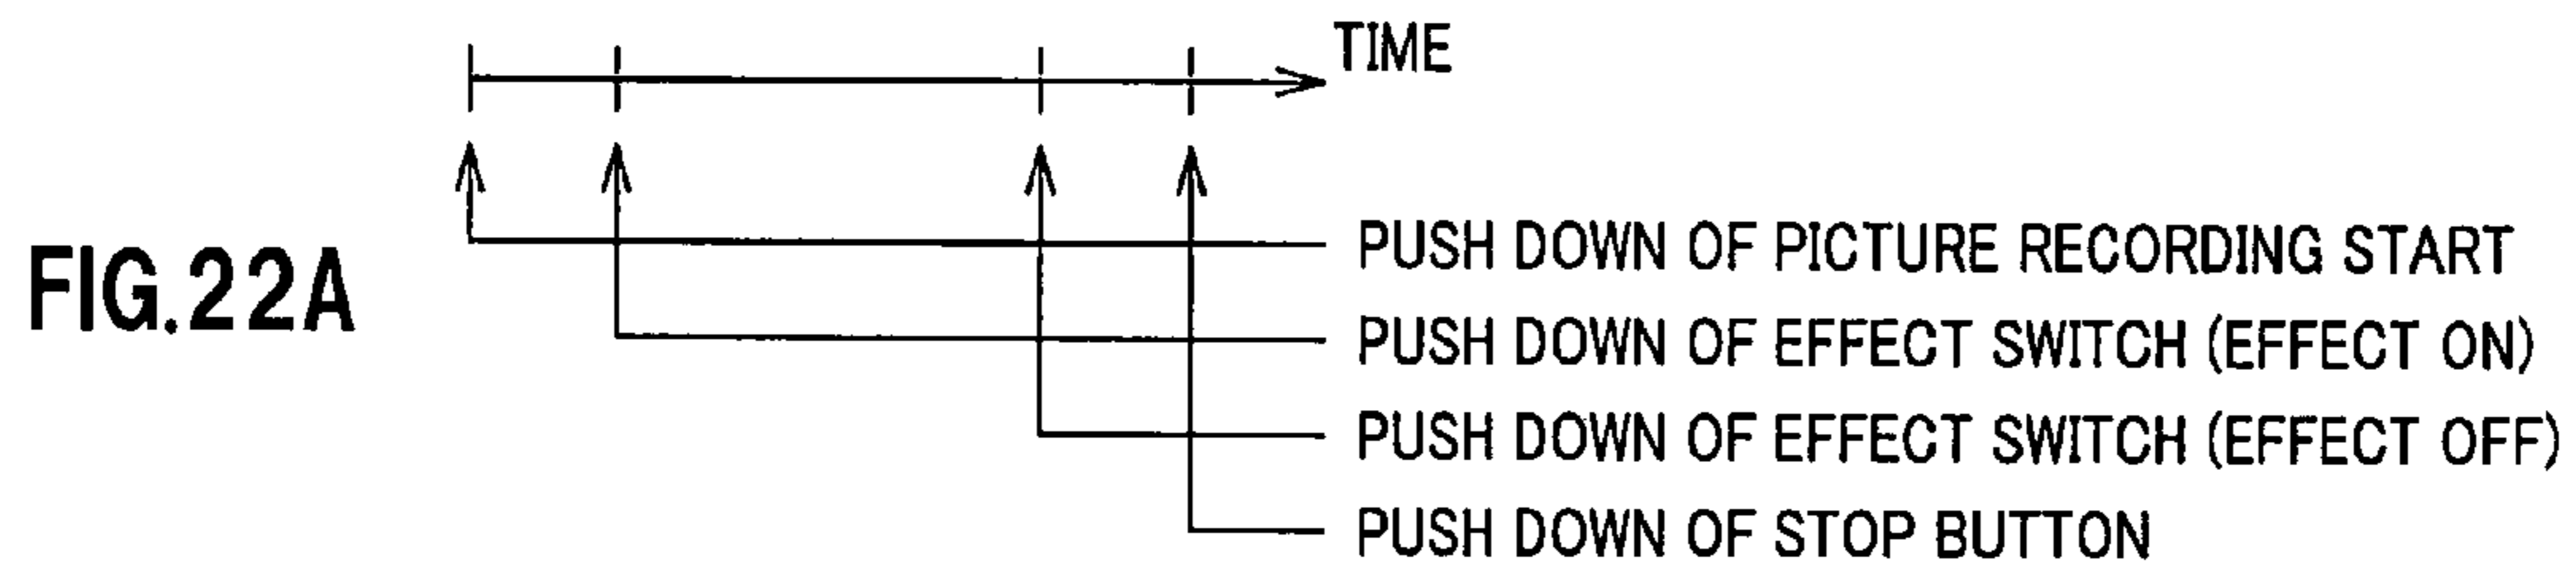 TIME
PUSH DOWN OF PICTURE RECORDING START
FIG.22A
PUSH DOWN OF EFFECT SWITCH (EFFECT ON)
PUSH DOWN OF EFFECT SWITCH (EFFECT OFF)
PUSH DOWN OF STOP BUTTON